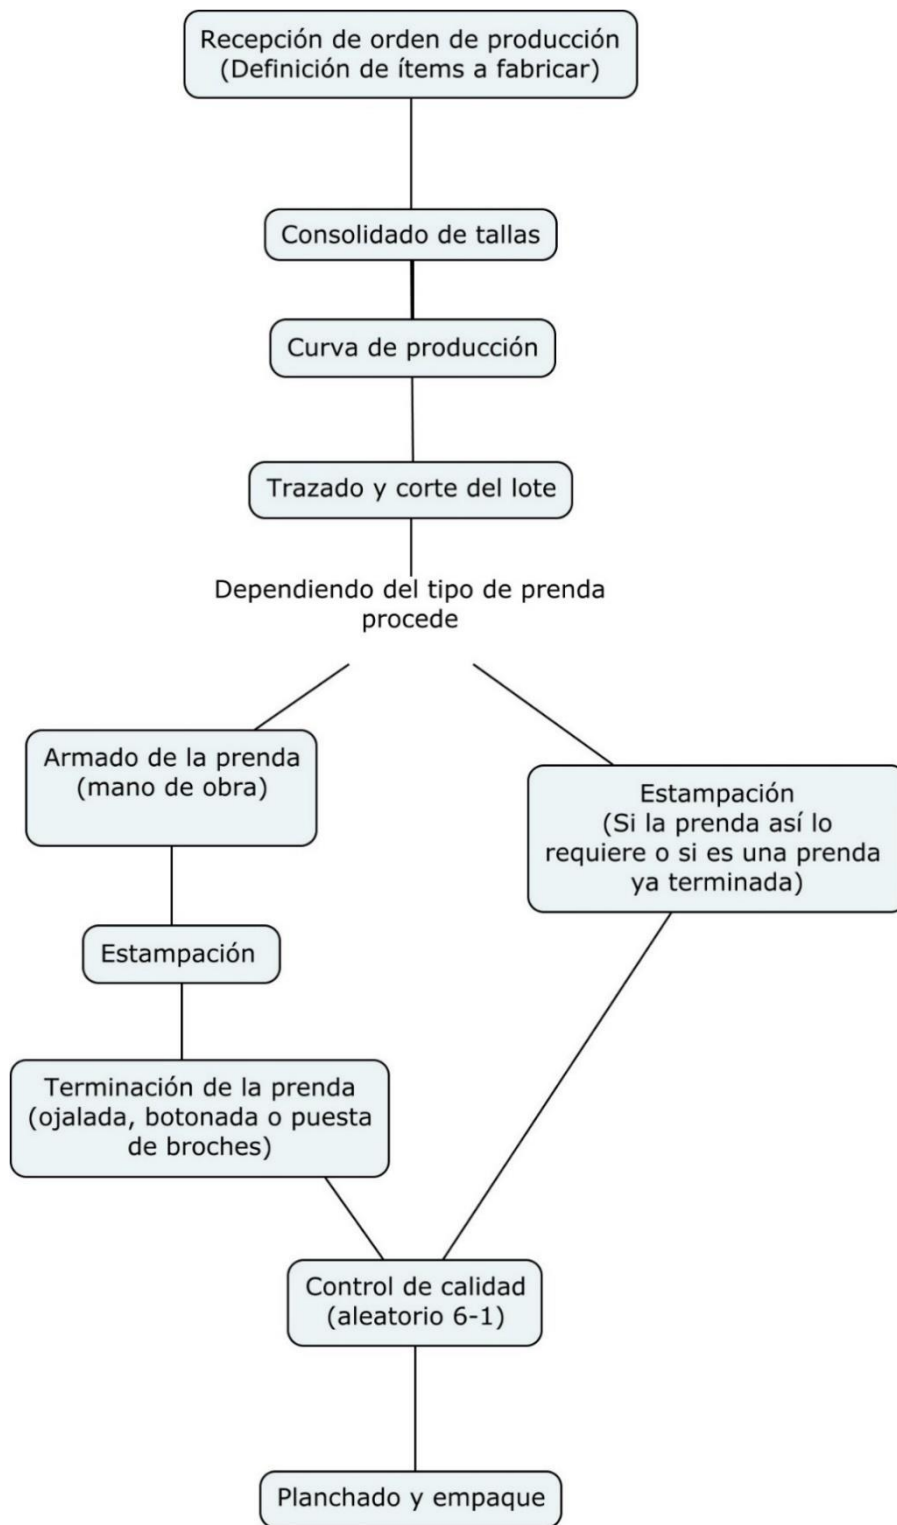 Recepción de orden de producción
(Definición de ítems a fabricar)
Consolidado de tallas
Curva de producción
Trazado y corte del lote
Dependiendo del tipo de prenda
procede
Armado de la prenda
(mano de obra)
Estampación
(Si la prenda así lo
requiere o si es una prenda
ya terminada)
Estampación
Terminación de la prenda
(ojalada, botonada o puesta
de broches)
Control de calidad
(aleatorio 6-1)
Planchado y empaque